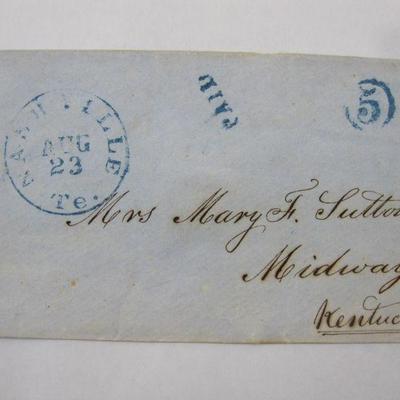 NASHVILLE
AUG
23
Te.
PAID
5
Mrs Mary F. Sutton
Midway
Kentuc